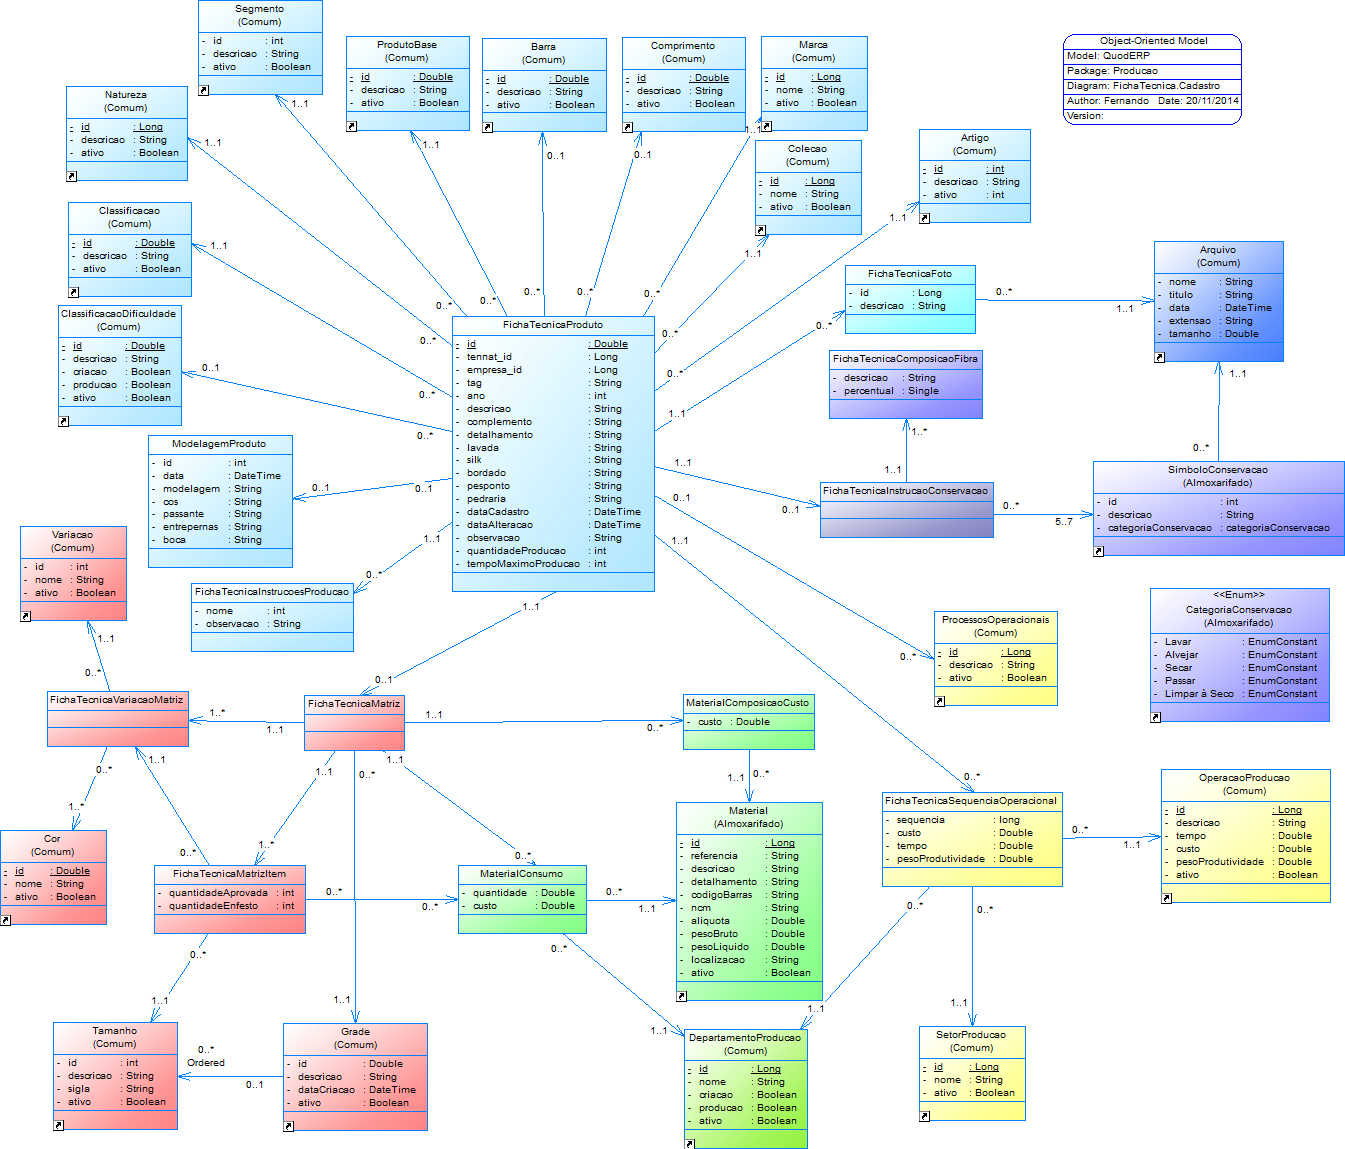 Object-Oriented Model
Model: QuodERP
Package: Producao
Diagram: FichaTecnica.Cadastro
Author: Fernando   Date: 20/11/2014
Version:
Segmento
(Comum)
- id : int
- descricao : String
- ativo : Boolean
1..1
0..*
ProdutoBase
(Comum)
- id : Double
- descricao : String
- ativo : Boolean
1..1
0..*
Barra
(Comum)
- id : Double
- descricao : String
- ativo : Boolean
0..1
0..*
Comprimento
(Comum)
- id : Double
- descricao : String
- ativo : Boolean
0..1
0..*
Marca
(Comum)
- id : Long
- nome : String
- ativo : Boolean
1..1
0..*
Natureza
(Comum)
- id : Long
- descricao : String
- ativo : Boolean
1..1
0..*
Colecao
(Comum)
- id : Long
- nome : String
- ativo : Boolean
1..1
0..*
Artigo
(Comum)
- id : int
- descricao : String
- ativo : int
1..1
0..*
Classificacao
(Comum)
- id : Double
- descricao : String
- ativo : Boolean
1..1
0..*
ClassificacaoDificuldade
(Comum)
- id : Double
- descricao : String
- criacao : Boolean
- producao : Boolean
- ativo : Boolean
0..1
0..*
FichaTecnicaProduto
- id : Double
- tennat_id : Long
- empresa_id : Long
- tag : String
- ano : int
- descricao : String
- complemento : String
- detalhamento : String
- lavada : String
- silk : String
- bordado : String
- pesponto : String
- pedraria : String
- dataCadastro : DateTime
- dataAlteracao : DateTime
- observacao : String
- quantidadeProducao : int
- tempoMaximoProducao : int
FichaTecnicaFoto
- id : Long
- descricao : String
0..*
1..1
0..*
1..1
Arquivo
(Comum)
- nome : String
- titulo : String
- data : DateTime
- extensao : String
- tamanho : Double
1..1
0..*
FichaTecnicaComposicaoFibra
- descricao : String
- percentual : Single
1..*
1..1
FichaTecnicaInstrucaoConservacao
1..1
0..1
0..*
5..7
SimboloConservacao
(Almoxarifado)
- id : int
- descricao : String
- categoriaConservacao : categoriaConservacao
<<Enum>>
CategoriaConservacao
(Almoxarifado)
- Lavar : EnumConstant
- Alvejar : EnumConstant
- Secar : EnumConstant
- Passar : EnumConstant
- Limpar à Seco : EnumConstant
ModelagemProduto
- id : int
- data : DateTime
- modelagem : String
- cos : String
- passante : String
- entrepernas : String
- boca : String
0..1
0..1
FichaTecnicaInstrucoesProducao
- nome : int
- observacao : String
1..1
0..*
Variacao
(Comum)
- id : int
- nome : String
- ativo : Boolean
1..1
0..*
ProcessosOperacionais
(Comum)
- id : Long
- descricao : String
- ativo : Boolean
0..1
0..*
FichaTecnicaVariacaoMatriz
1..*
1..1
FichaTecnicaMatriz
1..1
0..1
1..1
0..*
MaterialComposicaoCusto
- custo : Double
1..1
0..*
Material
(Almoxarifado)
- id : Long
- referencia : String
- descricao : String
- detalhamento : String
- codigoBarras : String
- ncm : String
- aliquota : Double
- pesoBruto : Double
- pesoLiquido : Double
- localizacao : String
- ativo : Boolean
FichaTecnicaSequenciaOperacional
- sequencia : long
- custo : Double
- tempo : Double
- pesoProdutividade : Double
1..1
0..*
0..*
1..1
OperacaoProducao
(Comum)
- id : Long
- descricao : String
- tempo : Double
- custo : Double
- pesoProdutividade : Double
- ativo : Boolean
Cor
(Comum)
- id : Double
- nome : String
- ativo : Boolean
0..*
1..*
FichaTecnicaMatrizItem
- quantidadeAprovada : int
- quantidadeEnfesto : int
1..1
0..*
1..1
1..*
0..*
0..*
MaterialConsumo
- quantidade : Double
- custo : Double
1..1
0..*
0..*
1..1
0..*
1..1
Tamanho
(Comum)
- id : int
- descricao : String
- sigla : String
- ativo : Boolean
0..*
1..1
0..*
Ordered
0..1
Grade
(Comum)
- id : Double
- descricao : String
- dataCriacao : DateTime
- ativo : Boolean
0..*
1..1
DepartamentoProducao
(Comum)
- id : Long
- nome : String
- criacao : Boolean
- producao : Boolean
- ativo : Boolean
0..*
1..1
SetorProducao
(Comum)
- id : Long
- nome : String
- ativo : Boolean
0..*
1..1